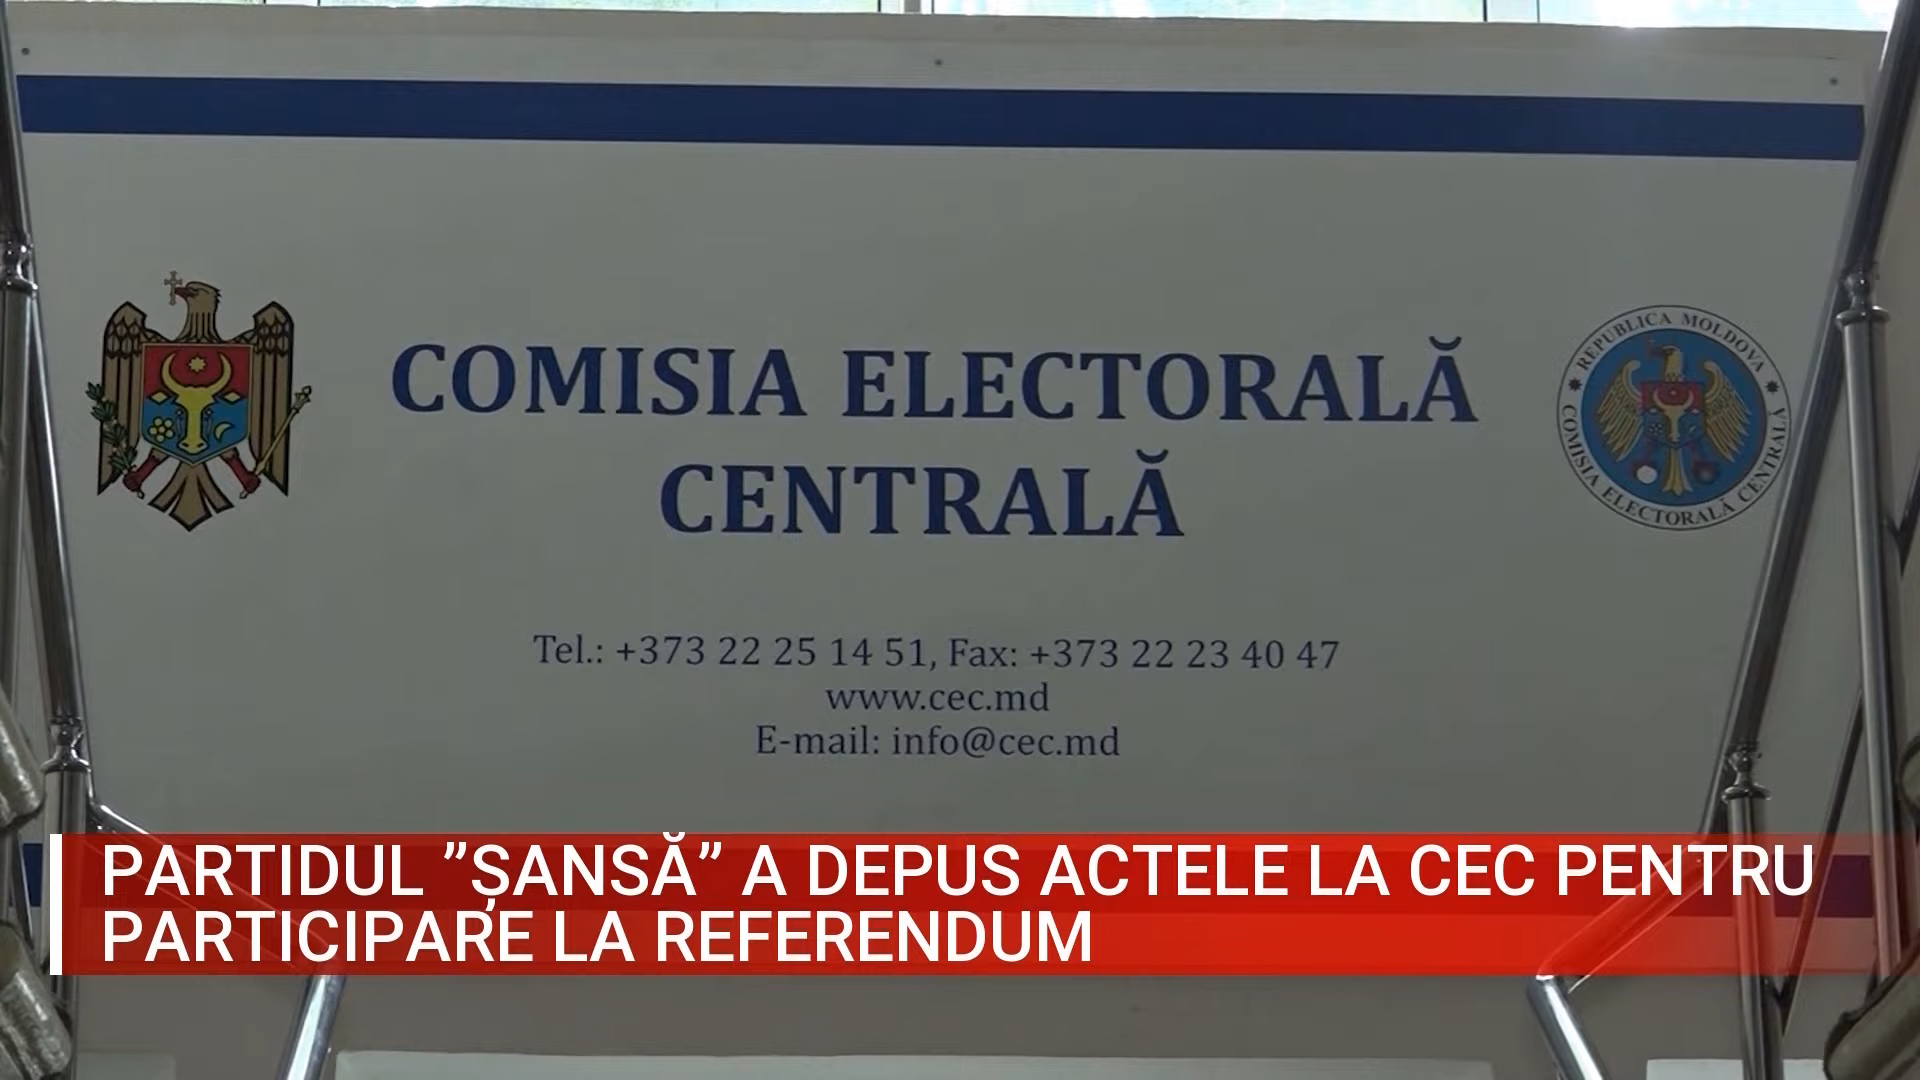 COMISIA ELECTORALĂ
CENTRALĂ
REPUBLICA MOLDOVA
COMISIA ELECTORALĂ CENTRALĂ
Tel.: +373 22 25 14 51, Fax: +373 22 23 40 47
www.cec.md
E-mail: info@cec.md
PARTIDUL ”ȘANSĂ” A DEPUS ACTELE LA CEC PENTRU
PARTICIPARE LA REFERENDUM